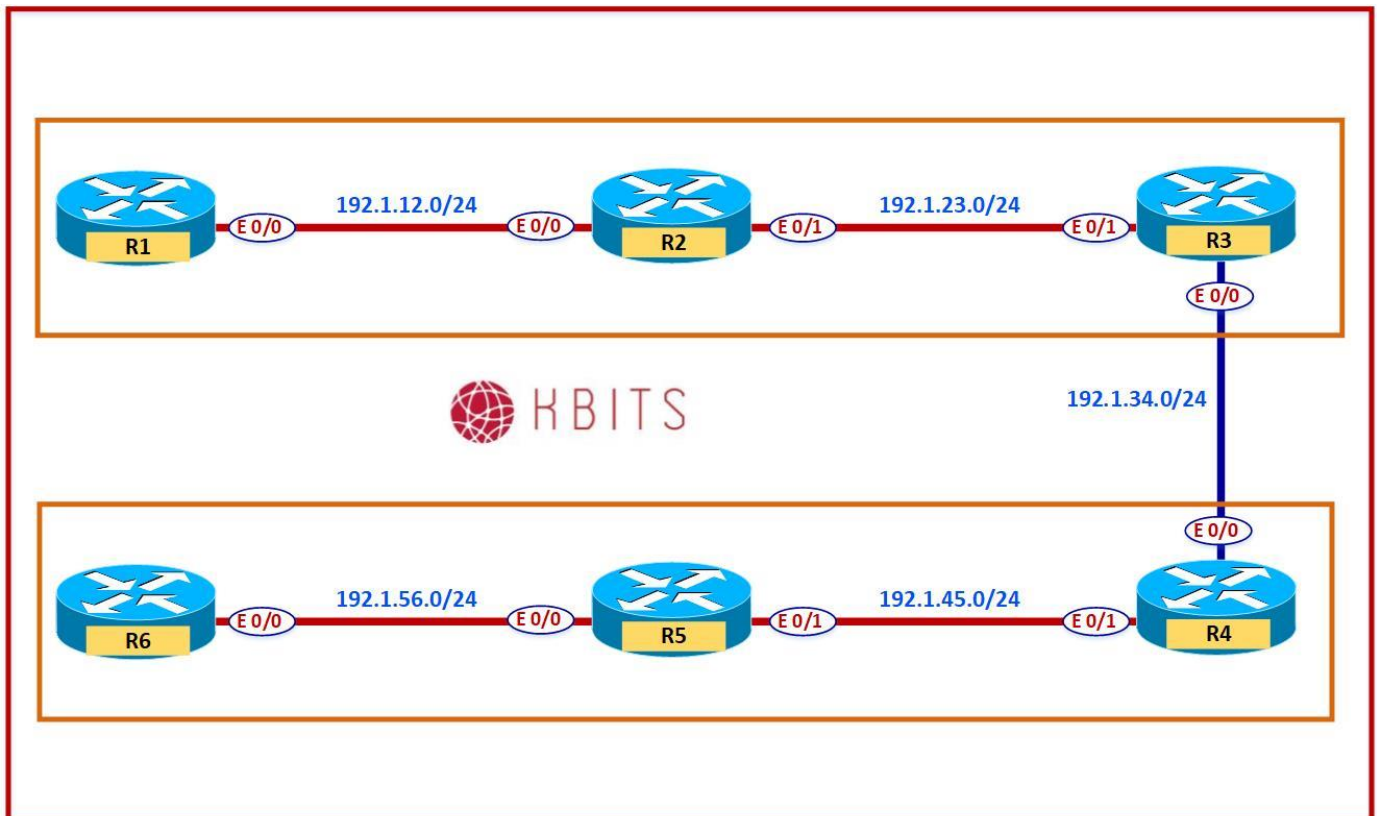 192.1.12.0/24
192.1.23.0/24
E 0/0
E 0/0
E 0/1
E 0/1
R1
R2
R3
E 0/0
KBITS
192.1.34.0/24
E 0/0
192.1.56.0/24
192.1.45.0/24
E 0/0
E 0/0
E 0/1
E 0/1
R6
R5
R4